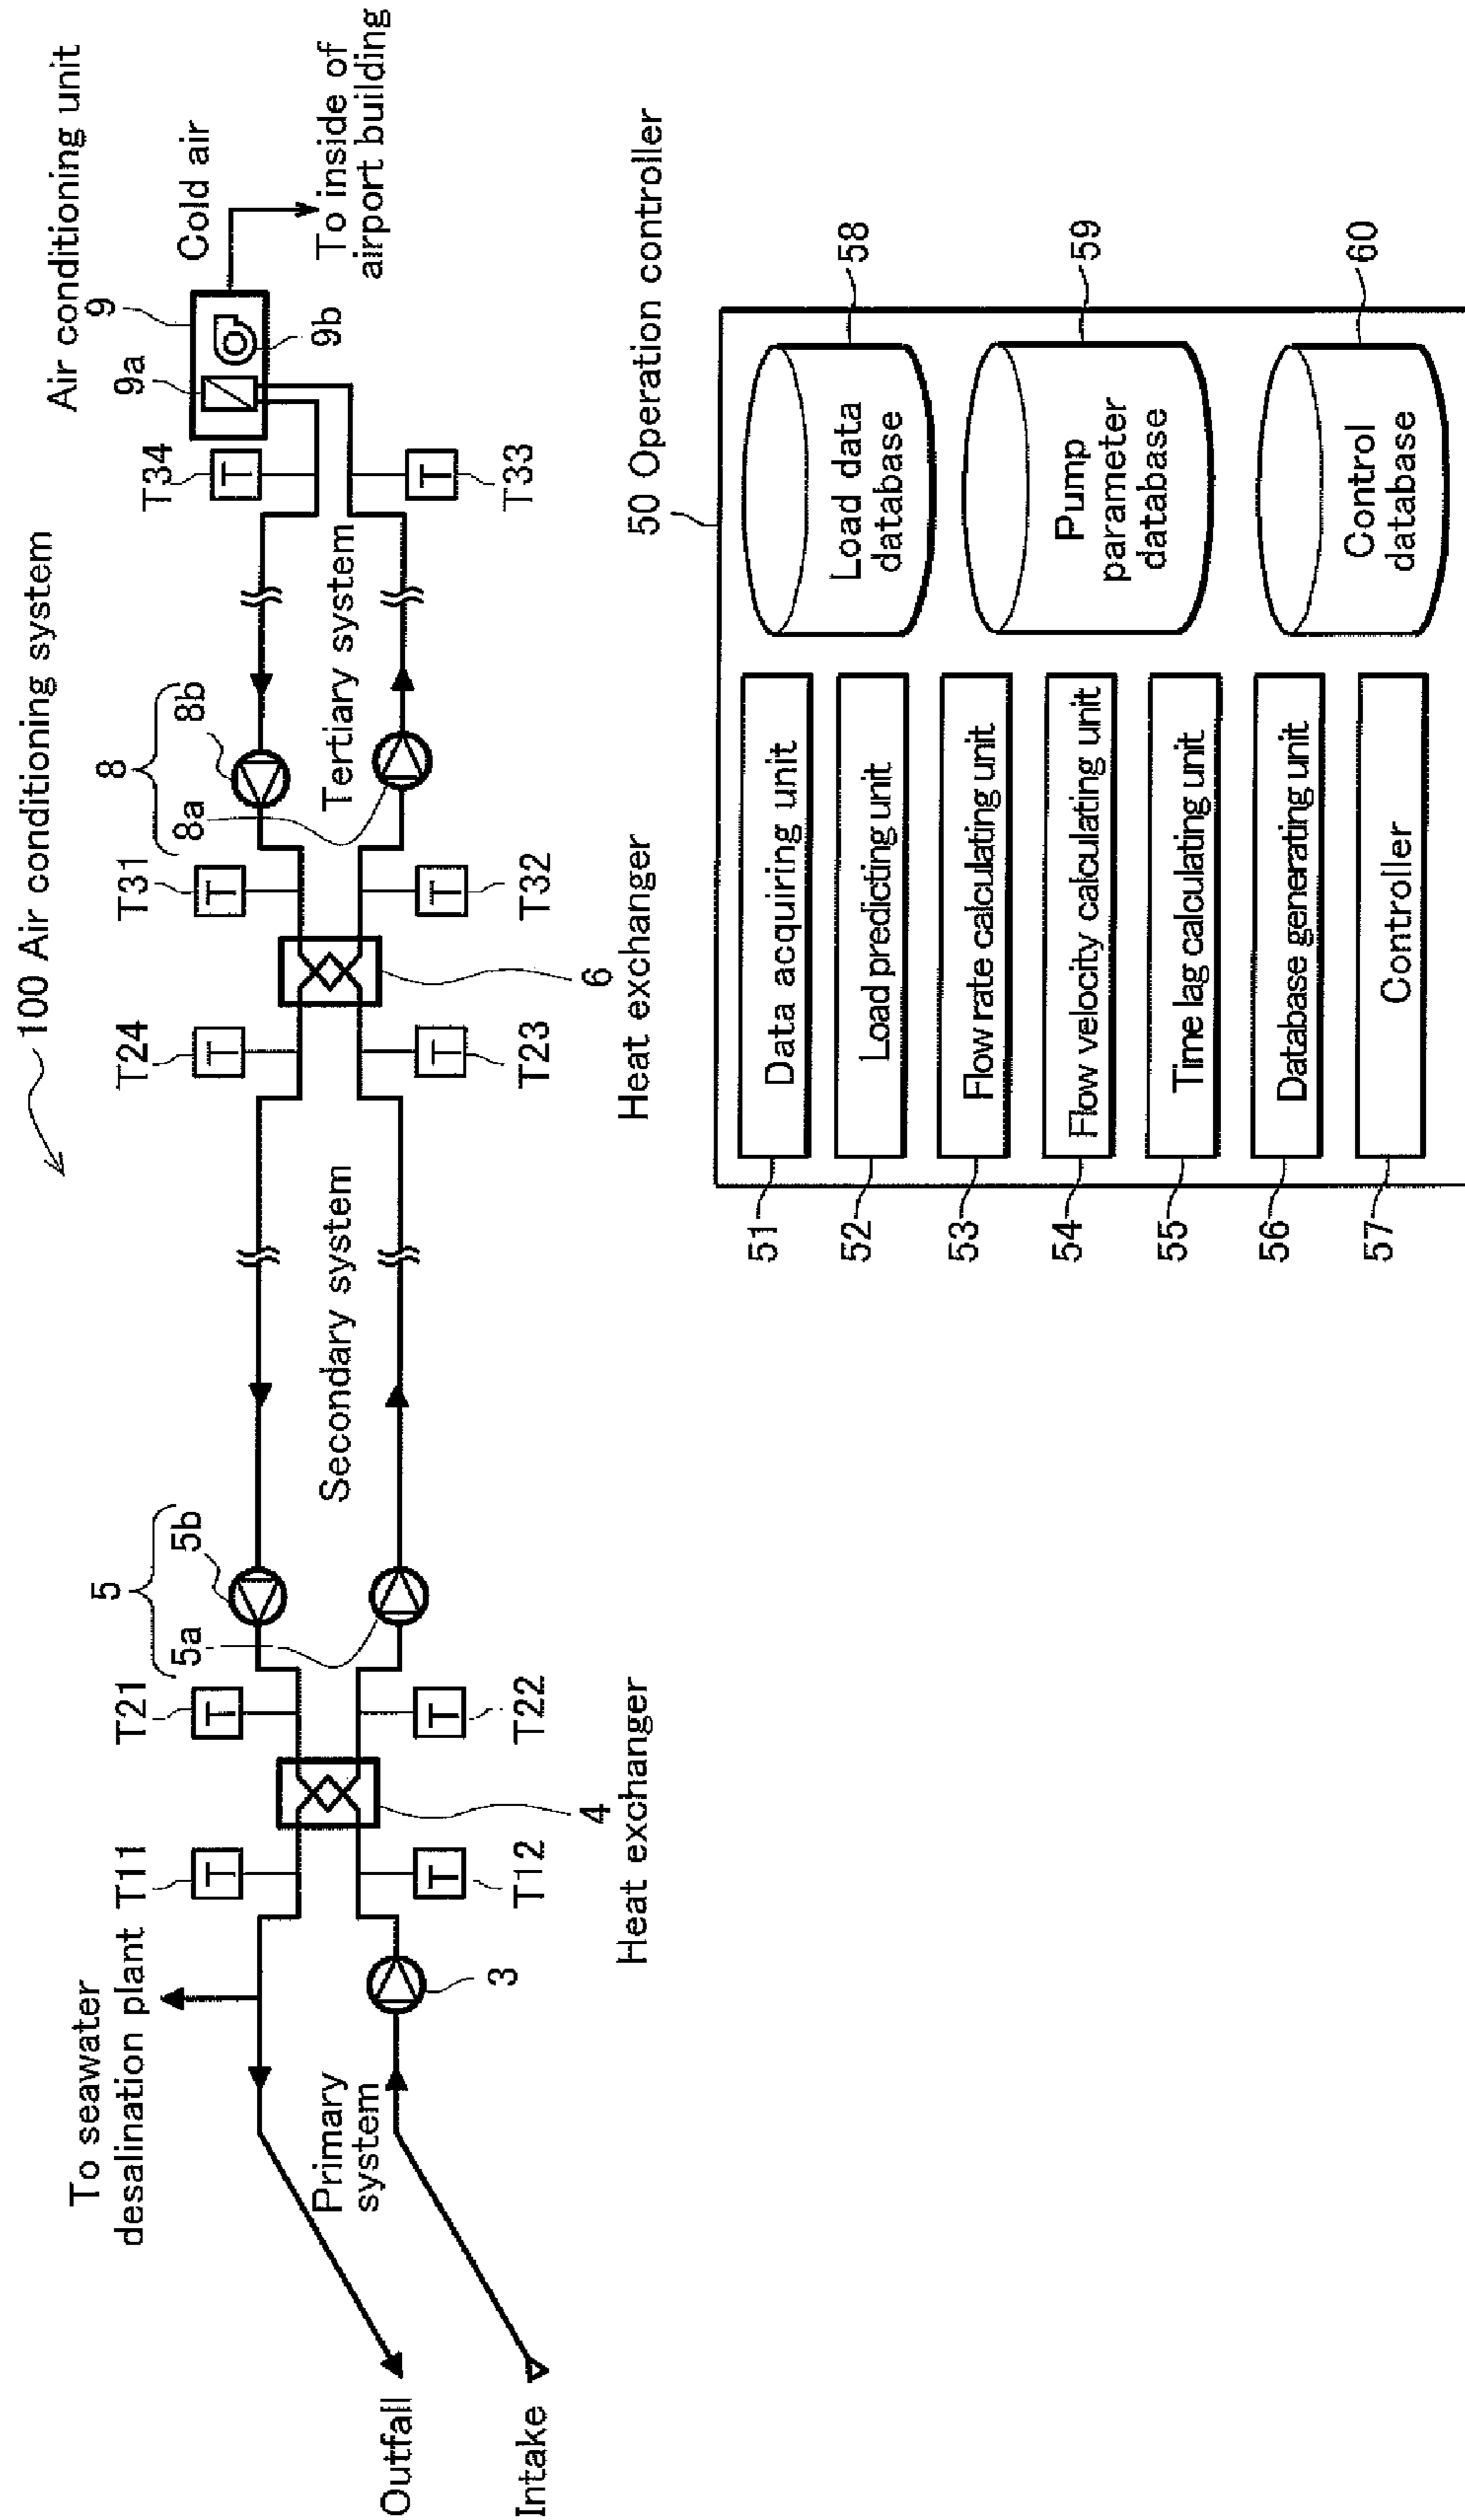 100 Air conditioning system
To seawater
desalination plant
T11
T21
5
5a
5b
T24
T31
8
8a
8b
T34
9a
9
9b
Air conditioning unit
Cold air
To inside of
airport building
Outfall
Primary
system
Secondary system
Tertiary system
Intake
3
T12
T22
T23
T32
T33
4
Heat exchanger
6
Heat exchanger
50 Operation controller
51
Data acquiring unit
52
Load predicting unit
53
Flow rate calculating unit
54
Flow velocity calculating unit
55
Time lag calculating unit
56
Database generating unit
57
Controller
Load data
database
58
Pump
parameter
database
59
Control
database
60
T
T
T
T
T
T
T
T
T
T